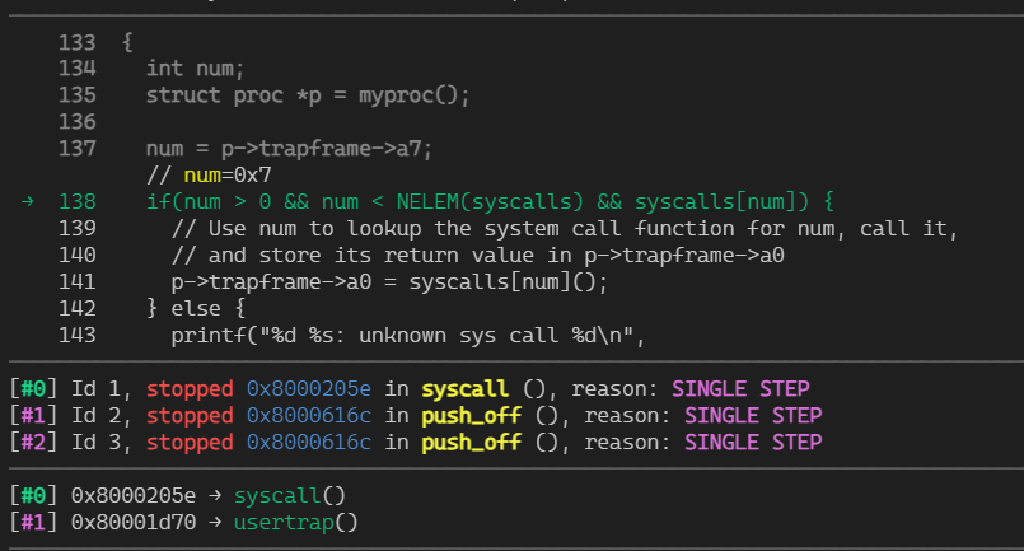 133 {
134 int num;
135 struct proc *p = myproc();
136
137 num = p->trapframe->a7;
// num=0x7
→ 138 if(num > 0 && num < NELEM(syscalls) && syscalls[num]) {
139 // Use num to lookup the system call function for num, call it,
140 // and store its return value in p->trapframe->a0
141 p->trapframe->a0 = syscalls[num]();
142 } else {
143 printf("%d %s: unknown sys call %d\n",
[#0] Id 1, stopped 0x8000205e in syscall (), reason: SINGLE STEP
[#1] Id 2, stopped 0x8000616c in push_off (), reason: SINGLE STEP
[#2] Id 3, stopped 0x8000616c in push_off (), reason: SINGLE STEP
[#0] 0x8000205e → syscall()
[#1] 0x80001d70 → usertrap()